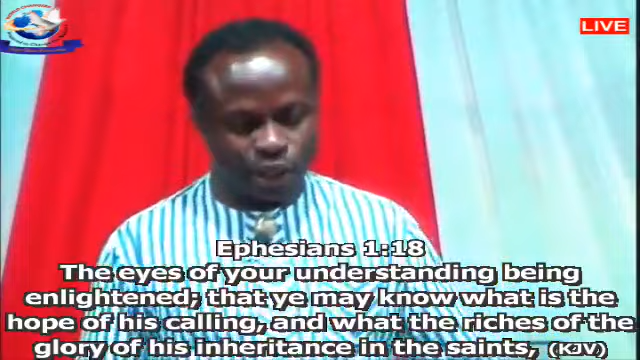 LIVE
Ephesians 1:18
The eyes of your understanding being
enlightened; that ye may know what is the
hope of his calling, and what the riches of the
glory of his inheritance in the saints, (KJV)